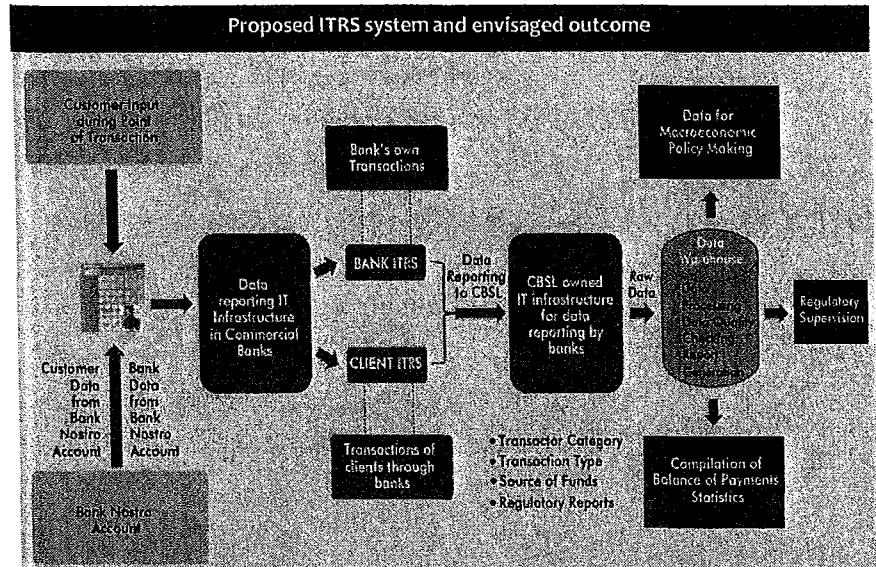 Proposed ITRS system and envisaged outcome
Customer Input
during Point
of Transaction
Bank's own
Transactions
Data for
Macroeconomic
Policy Making
Data
reporting IT
Infrastructure
in Commercial
Banks
BANK ITRS
CLIENT ITRS
Data
Reporting
to CBSL
CBSL owned
IT infrastructure
for data
reporting by
banks
Raw
Data
Data
Warehouse
Regulatory
Supervision
Customer
Data
from
Bank
Nostro
Account
Bank
Data
from
Bank
Nostro
Account
Transactions of
clients through
banks
• Transactor Category
• Transaction Type
• Source of Funds
• Regulatory Reports
Compilation of
Balance of Payments
Statistics
Bank Nostro
Account